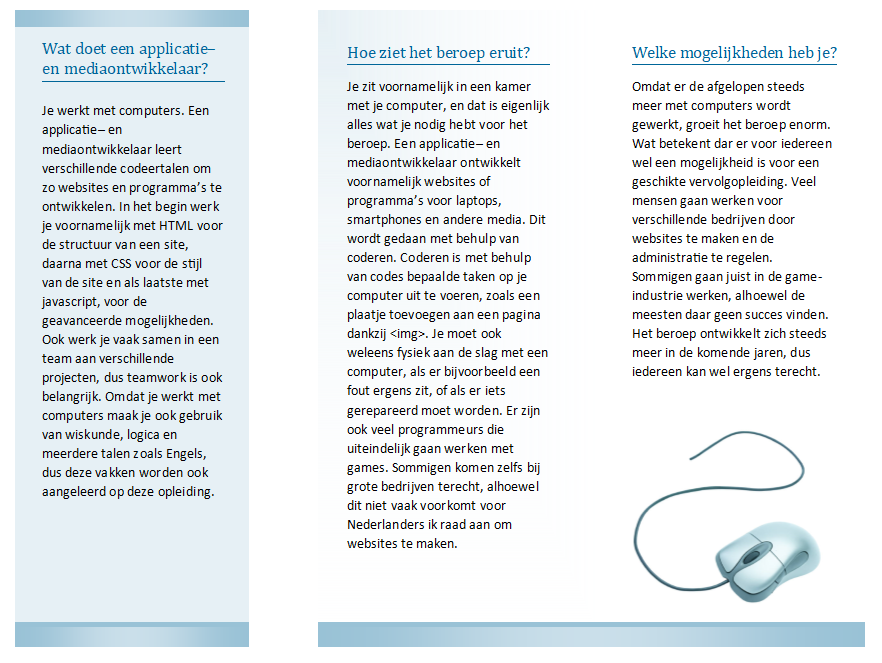 Wat doet een applicatie–
en mediaontwikkelaar?
Je werkt met computers. Een
applicatie– en
mediaontwikkelaar leert
verschillende codeertalen om
zo websites en programma's te
ontwikkelen. In het begin werk
je voornamelijk met HTML voor
de structuur van een site,
daarna met CSS voor de stijl
van de site en als laatste met
javascript, voor de
geavanceerde mogelijkheden.
Ook werk je vaak samen in een
team aan verschillende
projecten, dus teamwork is ook
belangrijk. Omdat je werkt met
computers maak je ook gebruik
van wiskunde, logica en
meerdere talen zoals Engels,
dus deze vakken worden ook
aangeleerd op deze opleiding.
Hoe ziet het beroep eruit?
Je zit voornamelijk in een kamer
met je computer, en dat is eigenlijk
alles wat je nodig hebt voor het
beroep. Een applicatie– en
mediaontwikkelaar ontwikkelt
voornamelijk websites of
programma's voor laptops,
smartphones en andere media. Dit
wordt gedaan met behulp van
coderen. Coderen is met behulp
van codes bepaalde taken op je
computer uit te voeren, zoals een
plaatje toevoegen aan een pagina
dankzij <img>. Je moet ook
weleens fysiek aan de slag met een
computer, als er bijvoorbeeld een
fout ergens zit, of als er iets
gerepareerd moet worden. Er zijn
ook veel programmeurs die
uiteindelijk gaan werken met
games. Sommigen komen zelfs bij
grote bedrijven terecht, alhoewel
dit niet vaak voorkomt voor
Nederlanders ik raad aan om
websites te maken.
Welke mogelijkheden heb je?
Omdat er de afgelopen steeds
meer met computers wordt
gewerkt, groeit het beroep enorm.
Wat betekent dar er voor iedereen
wel een mogelijkheid is voor een
geschikte vervolgopleiding. Veel
mensen gaan werken voor
verschillende bedrijven door
websites te maken en de
administratie te regelen.
Sommigen gaan juist in de game-
industrie werken, alhoewel de
meesten daar geen succes vinden.
Het beroep ontwikkelt zich steeds
meer in de komende jaren, dus
iedereen kan wel ergens terecht.